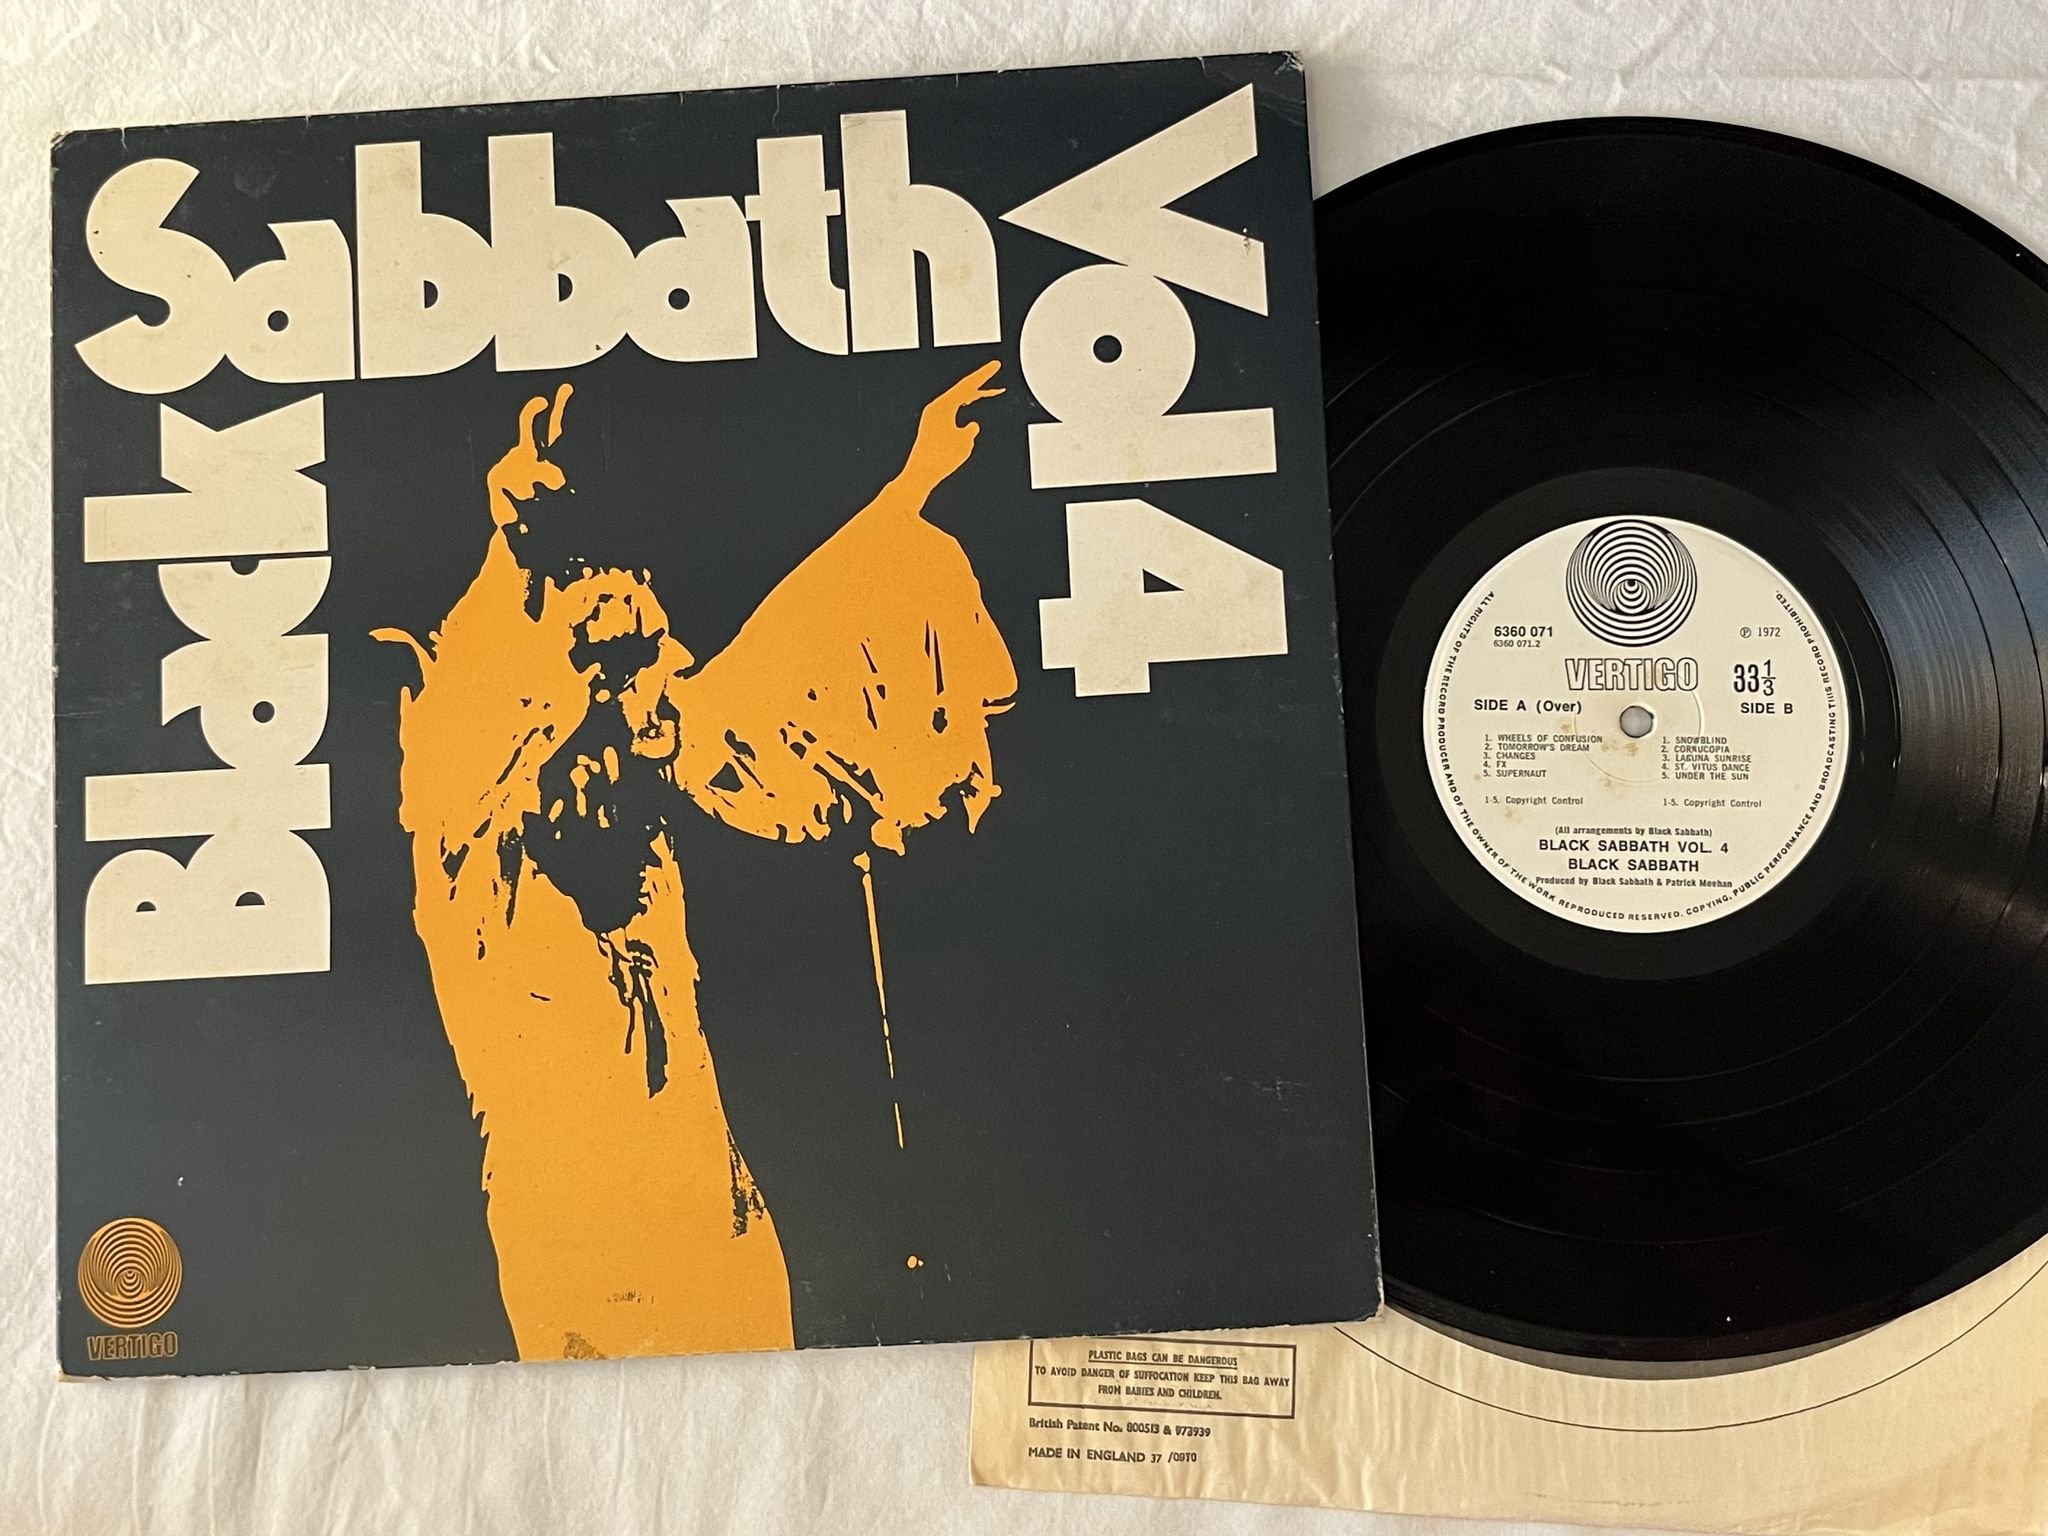 Black Sabbath Vol 4
VERTIGO
ALL RIGHTS OF THE RECORD PRODUCER AND OF THE OWNER OF THE WORK REPRODUCED RESERVED. COPYING, PUBLIC PERFORMANCE AND BROADCASTING THIS RECORD PROHIBITED.
6360 071
6360 071.2
℗ 1972
VERTIGO
33 1/3
SIDE A (Over)
SIDE B
1. WHEELS OF CONFUSION
2. TOMORROW'S DREAM
3. CHANGES
4. FX
5. SUPERNAUT
1-5. Copyright Control
1. SNOWBLIND
2. CORNUCOPIA
3. LAGUNA SUNRISE
4. ST. VITUS DANCE
5. UNDER THE SUN
1-5. Copyright Control
(All arrangements by Black Sabbath)
BLACK SABBATH VOL. 4
BLACK SABBATH
Produced by Black Sabbath & Patrick Meehan
PLASTIC BAGS CAN BE DANGEROUS
TO AVOID DANGER OF SUFFOCATION KEEP THIS BAG AWAY
FROM BABIES AND CHILDREN.
British Patent No. 800513 & 973939
MADE IN ENGLAND 37 /